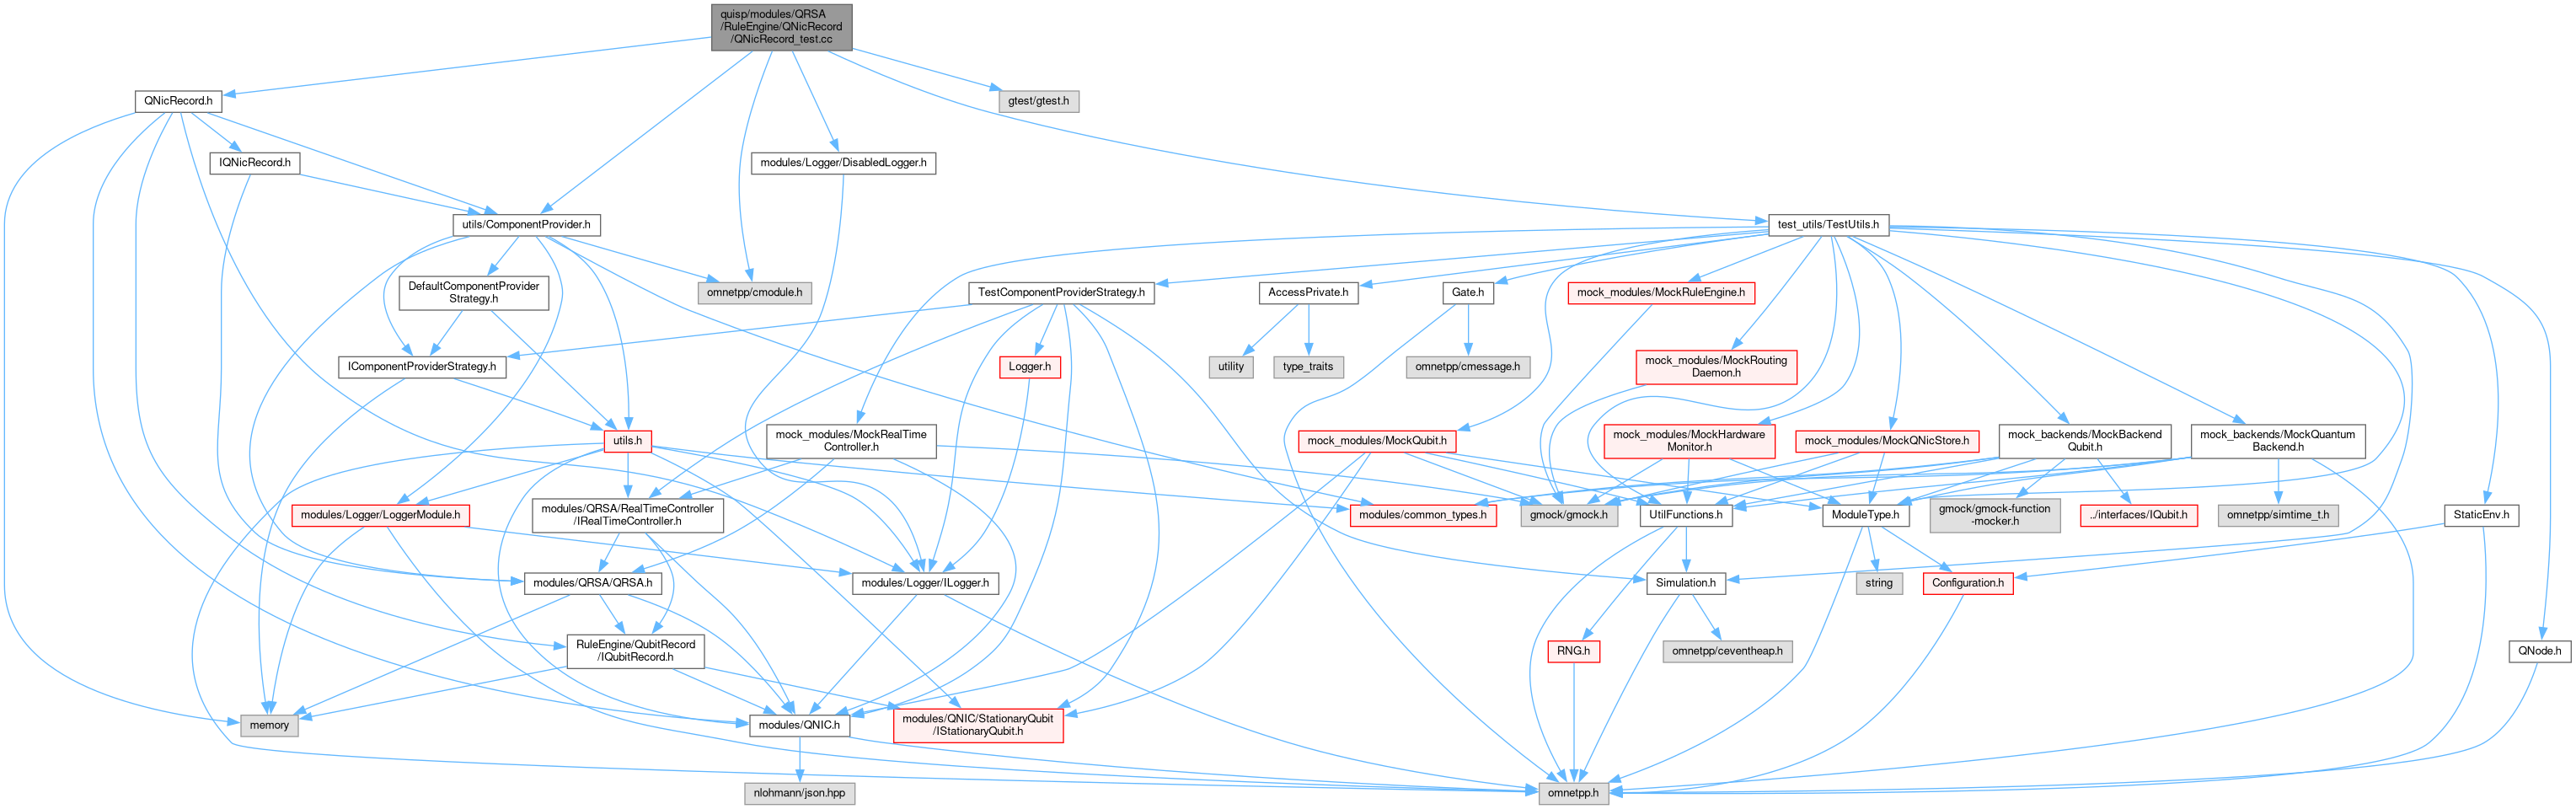 quisp/modules/QRSA
/RuleEngine/QNicRecord
/QNicRecord_test.cc
QNicRecord.h
gtest/gtest.h
IQNicRecord.h
modules/Logger/DisabledLogger.h
utils/ComponentProvider.h
test_utils/TestUtils.h
DefaultComponentProvider
Strategy.h
omnetpp/cmodule.h
TestComponentProviderStrategy.h
AccessPrivate.h
Gate.h
mock_modules/MockRuleEngine.h
IComponentProviderStrategy.h
Logger.h
utility
type_traits
omnetpp/cmessage.h
mock_modules/MockRouting
Daemon.h
utils.h
mock_modules/MockRealTime
Controller.h
mock_modules/MockQubit.h
mock_modules/MockHardware
Monitor.h
mock_modules/MockQNicStore.h
mock_backends/MockBackend
Qubit.h
mock_backends/MockQuantum
Backend.h
modules/Logger/LoggerModule.h
modules/QRSA/RealTimeController
/IRealTimeController.h
modules/common_types.h
gmock/gmock.h
UtilFunctions.h
ModuleType.h
gmock/gmock-function
-mocker.h
../interfaces/IQubit.h
omnetpp/simtime_t.h
StaticEnv.h
modules/QRSA/QRSA.h
modules/Logger/ILogger.h
Simulation.h
string
Configuration.h
RuleEngine/QubitRecord
/IQubitRecord.h
RNG.h
omnetpp/ceventheap.h
QNode.h
memory
modules/QNIC.h
modules/QNIC/StationaryQubit
/IStationaryQubit.h
nlohmann/json.hpp
omnetpp.h